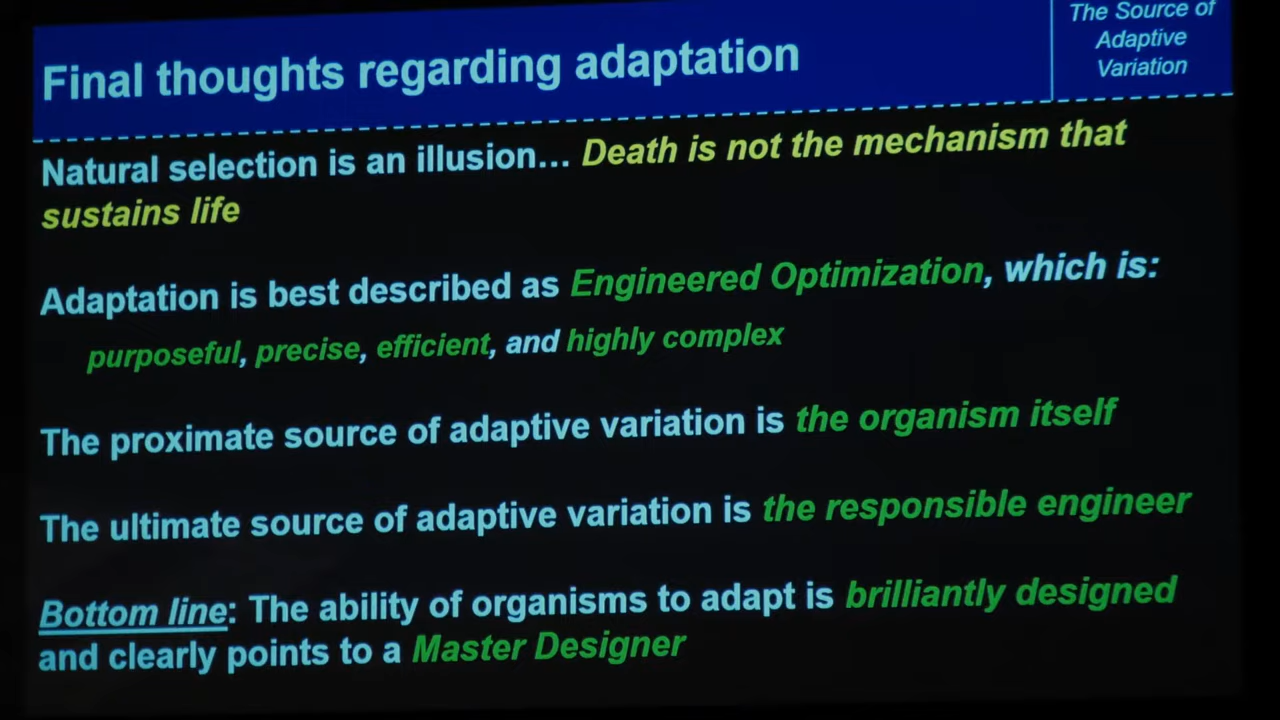 Final thoughts regarding adaptation
The Source of
Adaptive
Variation
Natural selection is an illusion... Death is not the mechanism that
sustains life
Adaptation is best described as Engineered Optimization, which is:
purposeful, precise, efficient, and highly complex
The proximate source of adaptive variation is the organism itself
The ultimate source of adaptive variation is the responsible engineer
Bottom line: The ability of organisms to adapt is brilliantly designed
and clearly points to a Master Designer